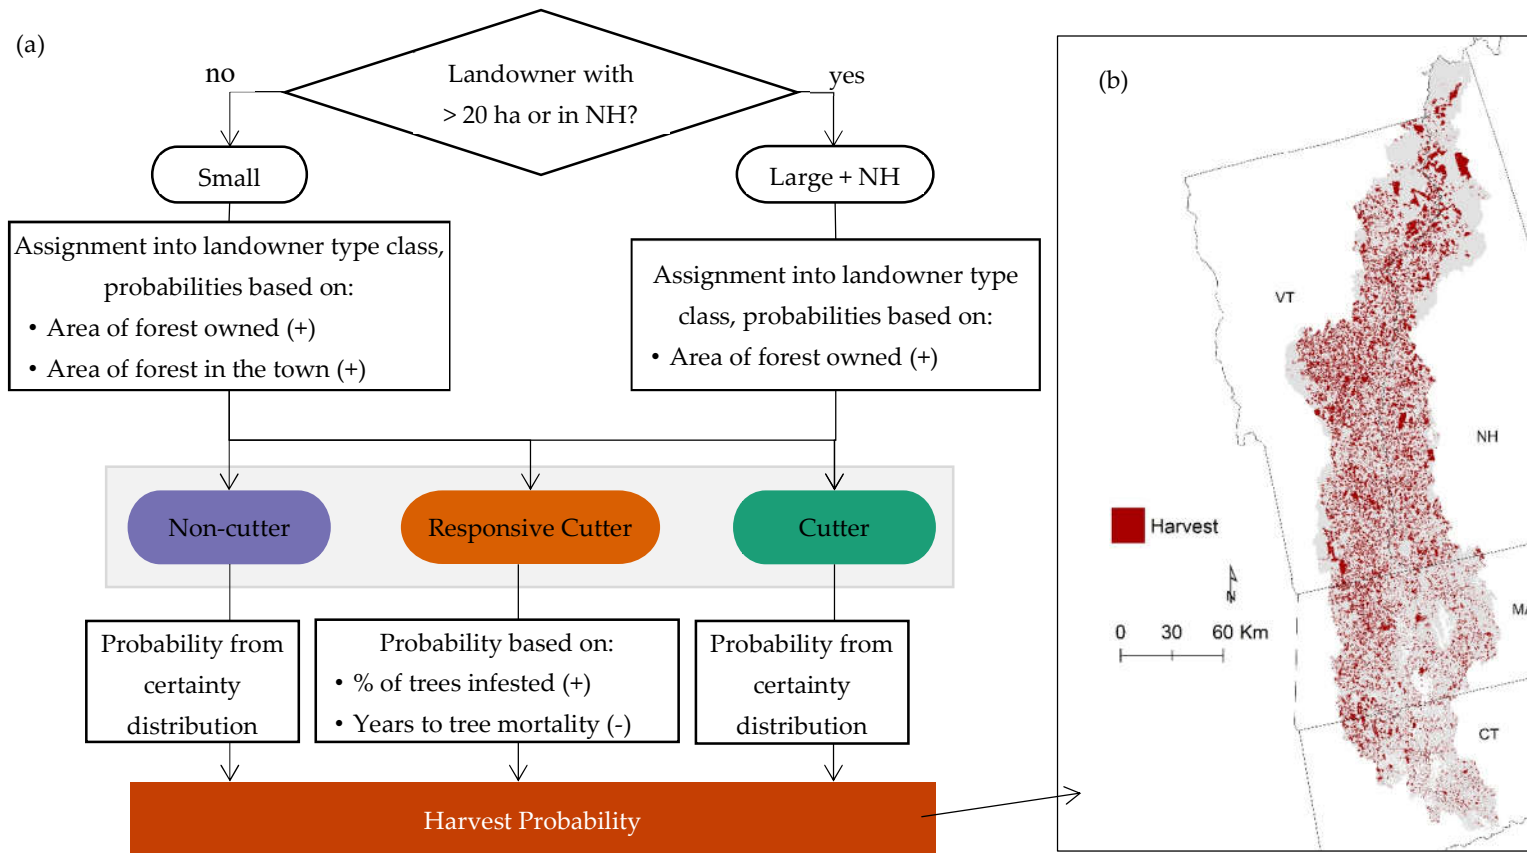 (a)
Landowner with
> 20 ha or in NH?
no
yes
Small
Large + NH
Assignment into landowner type class,
probabilities based on:
• Area of forest owned (+)
• Area of forest in the town (+)
Assignment into landowner type
class, probabilities based on:
• Area of forest owned (+)
Non-cutter
Responsive Cutter
Cutter
Probability from
certainty
distribution
Probability based on:
• % of trees infested (+)
• Years to tree mortality (-)
Probability from
certainty
distribution
Harvest Probability
(b)
VT
NH
Harvest
N
0 30 60 Km
MA
CT